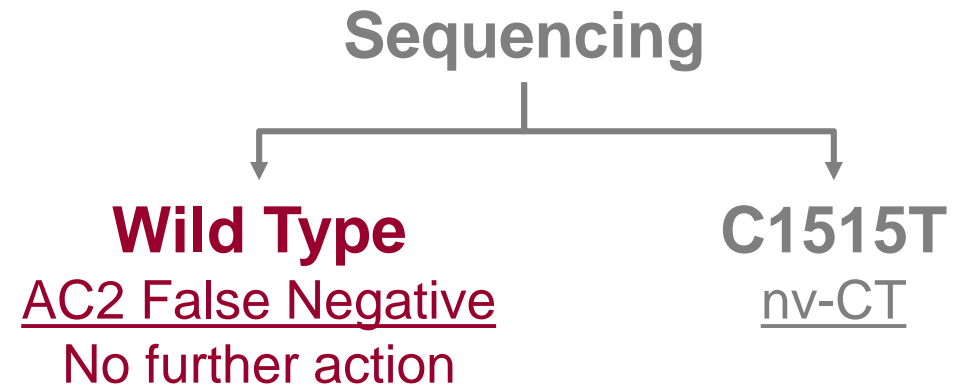 Sequencing
Wild Type
AC2 False Negative
No further action
C1515T
nv-CT